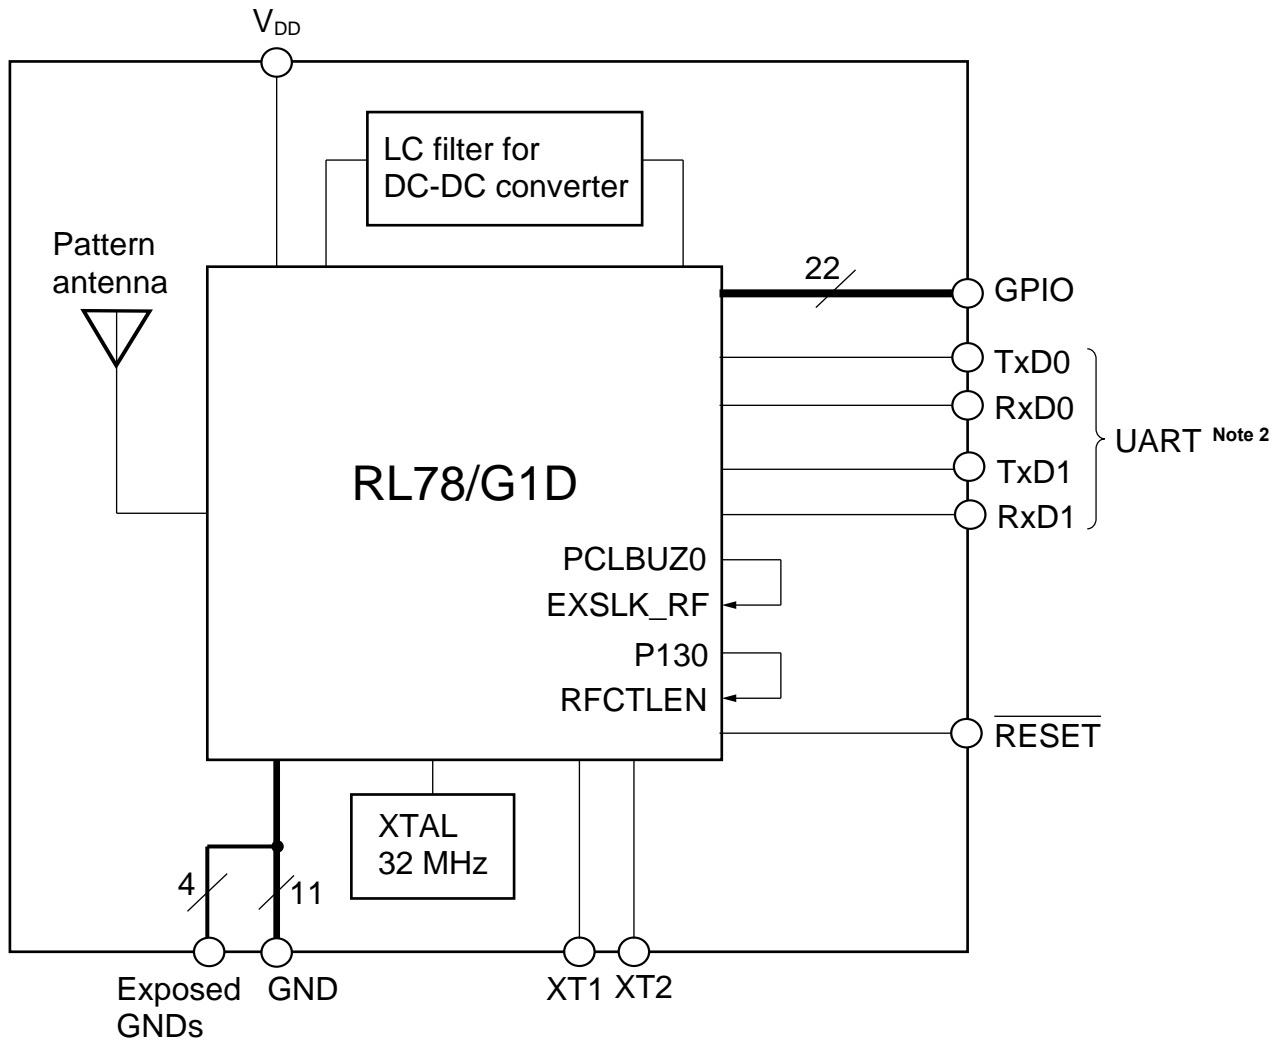 VDD
LC filter for
DC-DC converter
Pattern
antenna
22
GPIO
TxD0
RxD0
UART Note 2
TxD1
RxD1
RL78/G1D
PCLBUZ0
EXSLK_RF
P130
RFCTLEN
RESET
XTAL
32 MHz
4
11
Exposed
GNDs
GND
XT1
XT2